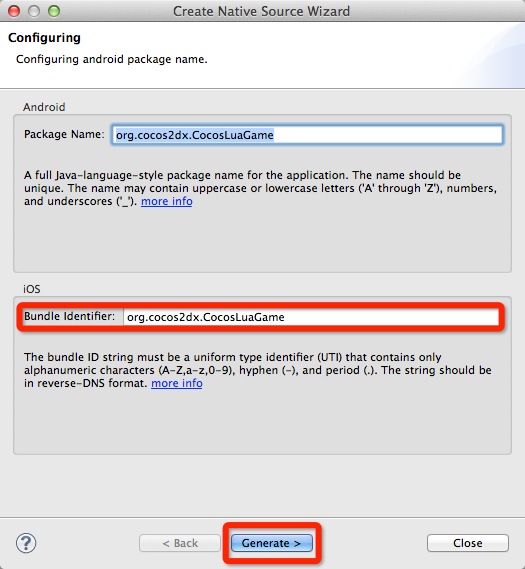 Create Native Source Wizard
Configuring
Configuring android package name.
Android
Package Name: org.cocos2dx.CocosLuaGame
A full Java-language-style package name for the application. The name should be
unique. The name may contain uppercase or lowercase letters ('A' through 'Z'), numbers,
and underscores ('_'). more info
iOS
Bundle Identifier: org.cocos2dx.CocosLuaGame
The bundle ID string must be a uniform type identifier (UTI) that contains only
alphanumeric characters (A-Z,a-z,0-9), hyphen (-), and period (.). The string should be
in reverse-DNS format. more info
? < Back Generate > Close